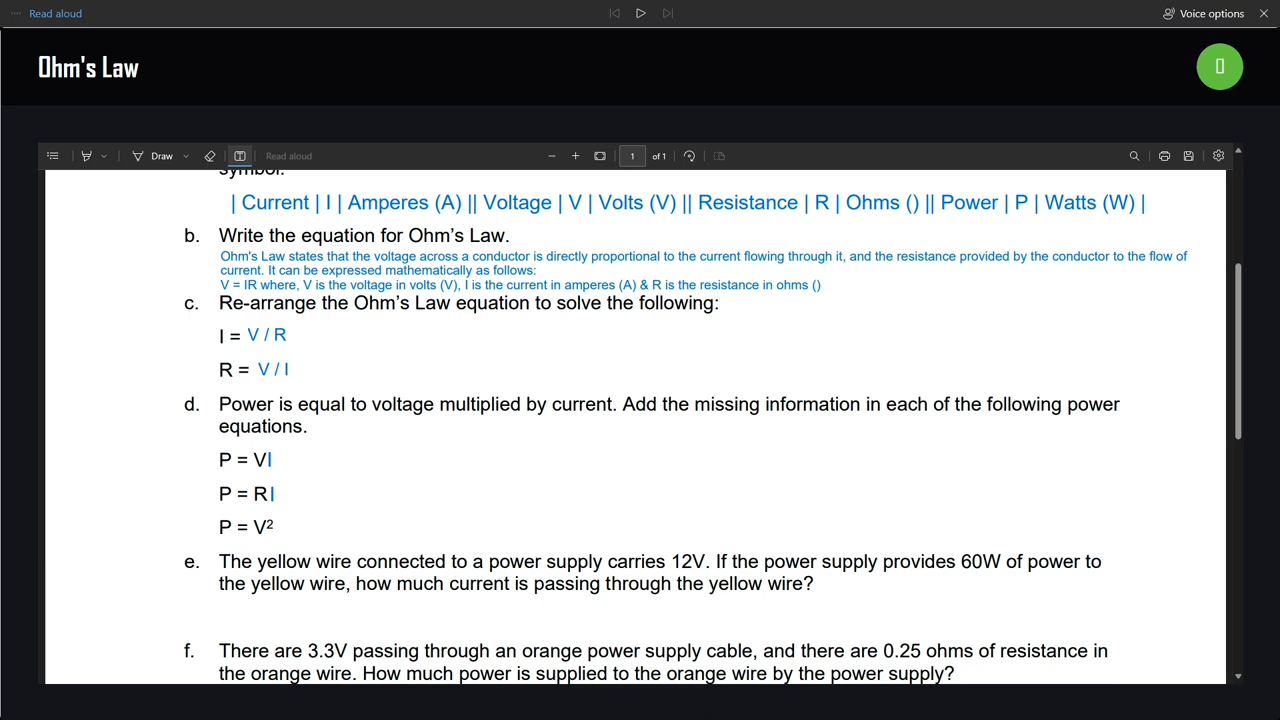 Read aloud
Voice options
Ohm's Law
Draw
Read aloud
1 of 1
symbol.
| Current | I | Amperes (A) || Voltage | V | Volts (V) || Resistance | R | Ohms () || Power | P | Watts (W) |
b. Write the equation for Ohm's Law.
Ohm's Law states that the voltage across a conductor is directly proportional to the current flowing through it, and the resistance provided by the conductor to the flow of
current. It can be expressed mathematically as follows:
V = IR where, V is the voltage in volts (V), I is the current in amperes (A) & R is the resistance in ohms ()
c. Re-arrange the Ohm's Law equation to solve the following:
I = V / R
R = V / I
d. Power is equal to voltage multiplied by current. Add the missing information in each of the following power
equations.
P = VI
P = RI
P = V²
e. The yellow wire connected to a power supply carries 12V. If the power supply provides 60W of power to
the yellow wire, how much current is passing through the yellow wire?
f. There are 3.3V passing through an orange power supply cable, and there are 0.25 ohms of resistance in
the orange wire. How much power is supplied to the orange wire by the power supply?